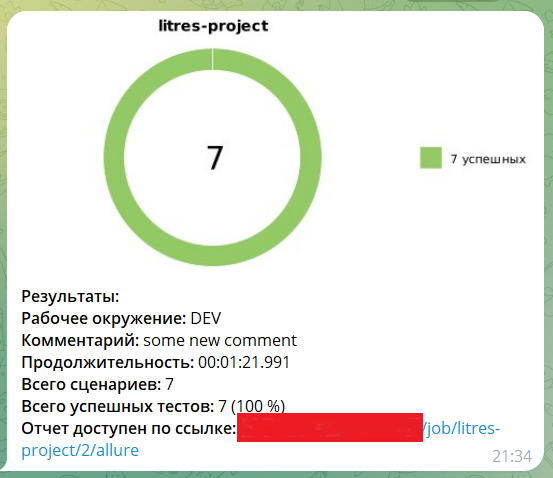 litres-project
7
7 успешных
Результаты:
Рабочее окружение: DEV
Комментарий: some new comment
Продолжительность: 00:01:21.991
Всего сценариев: 7
Всего успешных тестов: 7 (100 %)
Отчет доступен по ссылке: /job/litres-
project/2/allure
21:34